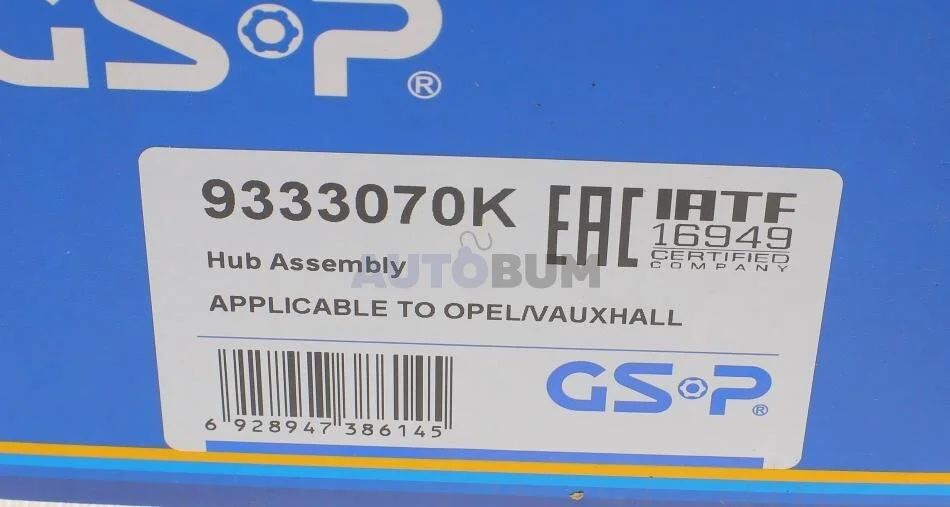 GSP®
9333070K
EAC
IATF
16949
CERTIFIED
COMPANY
Hub Assembly
AUTOBUM
APPLICABLE TO OPEL/VAUXHALL
6 928947 386145
GSP®